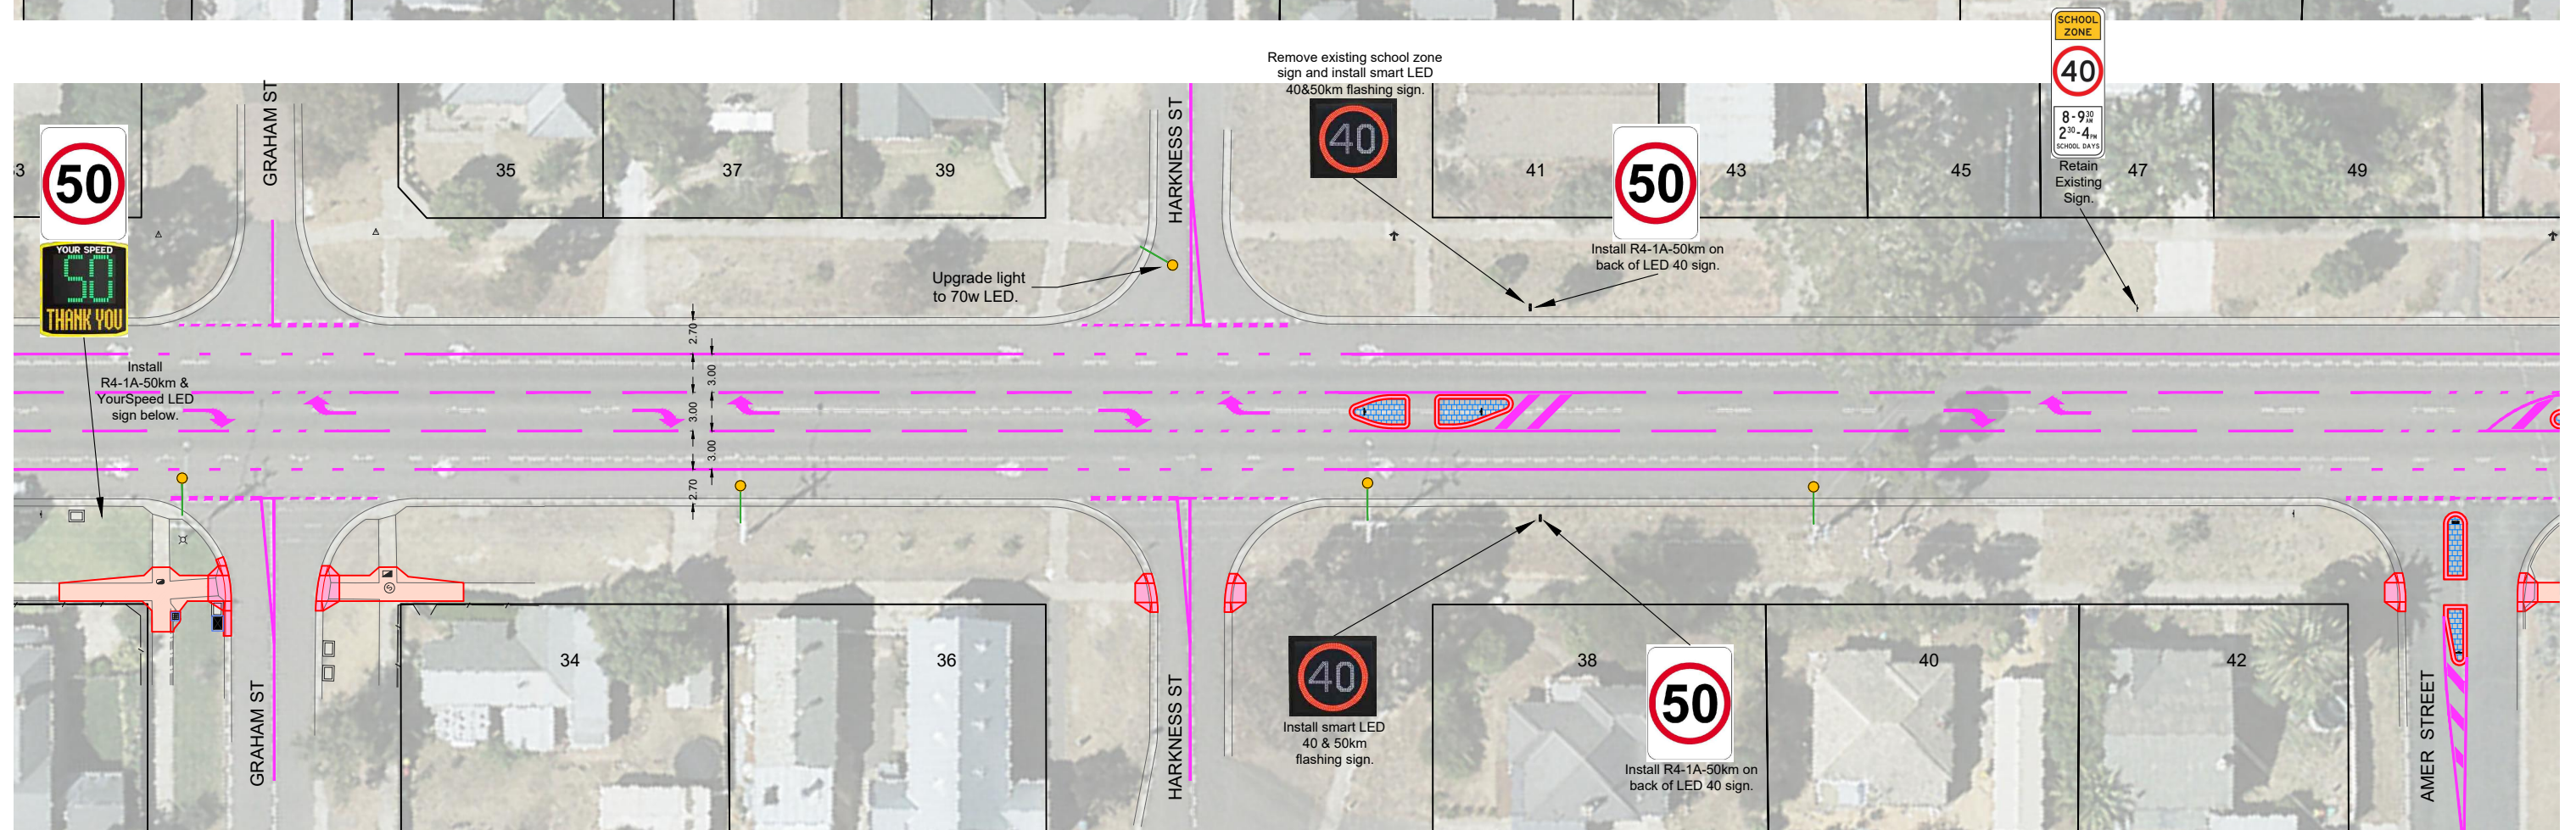 SCHOOL
ZONE
40
8-9³⁰
AM
2³⁰-4PM
SCHOOL DAYS
Retain
Existing
Sign.
Remove existing school zone
sign and install smart LED
40&50km flashing sign.
40
50
Install R4-1A-50km on
back of LED 40 sign.
GRAHAM ST
HARKNESS ST
50
YOUR SPEED
50
THANK YOU
Install
R4-1A-50km &
YourSpeed LED
sign below.
Upgrade light
to 70w LED.
35
37
39
41
43
45
47
49
2.70
3.00
3.00
3.00
2.70
34
36
38
40
42
GRAHAM ST
HARKNESS ST
AMER STREET
40
Install smart LED
40 & 50km
flashing sign.
50
Install R4-1A-50km on
back of LED 40 sign.